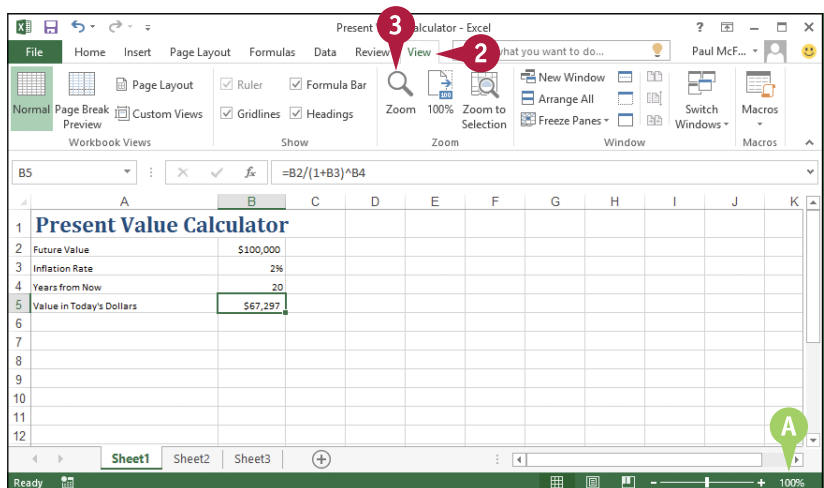 Present V alculator - Excel
3
File Home Insert Page Layout Formulas Data Review View hat you want to do... Paul McF...
2
Normal Page Break Preview Page Layout Custom Views
Ruler Formula Bar
Gridlines Headings
Zoom 100% Zoom to Selection
100
New Window
Arrange All
Freeze Panes
Switch Windows
Macros
Workbook Views Show Zoom Window Macros
B5 fx =B2/(1+B3)^B4
A B C D E F G H I J K
1 Present Value Calculator
2 Future Value $100,000
3 Inflation Rate 2%
4 Years from Now 20
5 Value in Today's Dollars $67,297
6
7
8
9
10
11
12
A
Sheet1 Sheet2 Sheet3
Ready 100%